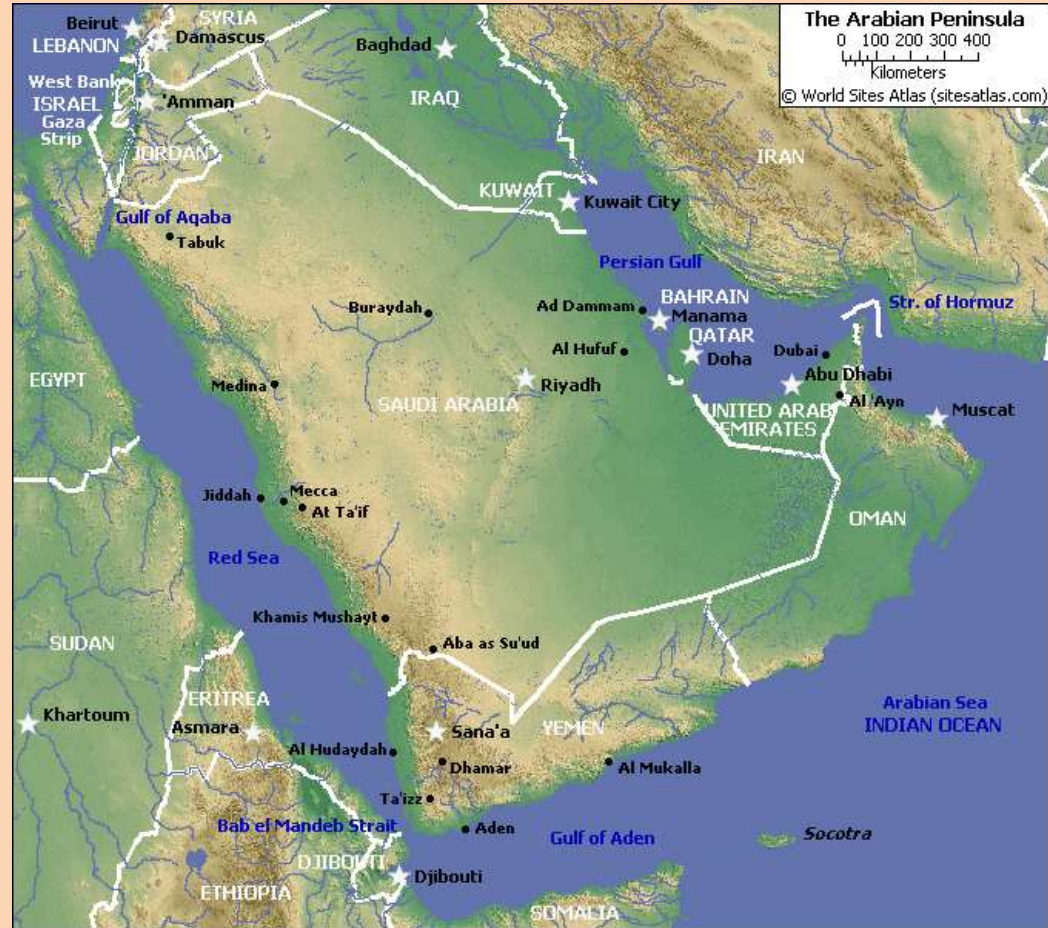 The Arabian Peninsula
0 100 200 300 400
Kilometers
© World Sites Atlas (sitesatlas.com)
Beirut
SYRIA
LEBANON
Damascus
Baghdad
West Bank
ISRAEL
'Amman
IRAQ
Gaza
Strip
JORDAN
IRAN
KUWAIT
Kuwait City
Gulf of Aqaba
Tabuk
Persian Gulf
Buraydah
Ad Dammam
BAHRAIN
Manama
Str. of Hormuz
QATAR
Al Hufuf
Doha
Dubai
EGYPT
Medina
Riyadh
Abu Dhabi
SAUDI ARABIA
Al 'Ayn
UNITED ARAB
EMIRATES
Muscat
Jiddah
Mecca
At Ta'if
OMAN
Red Sea
Khamis Mushayt
SUDAN
Aba as Su'ud
ERITREA
Khartoum
Asmara
Sana'a
YEMEN
Arabian Sea
INDIAN OCEAN
Al Hudaydah
Dhamar
Al Mukalla
Ta'izz
Bab el Mandeb Strait
Aden
Gulf of Aden
Socotra
DJIBOUTI
Djibouti
ETHIOPIA
SOMALIA